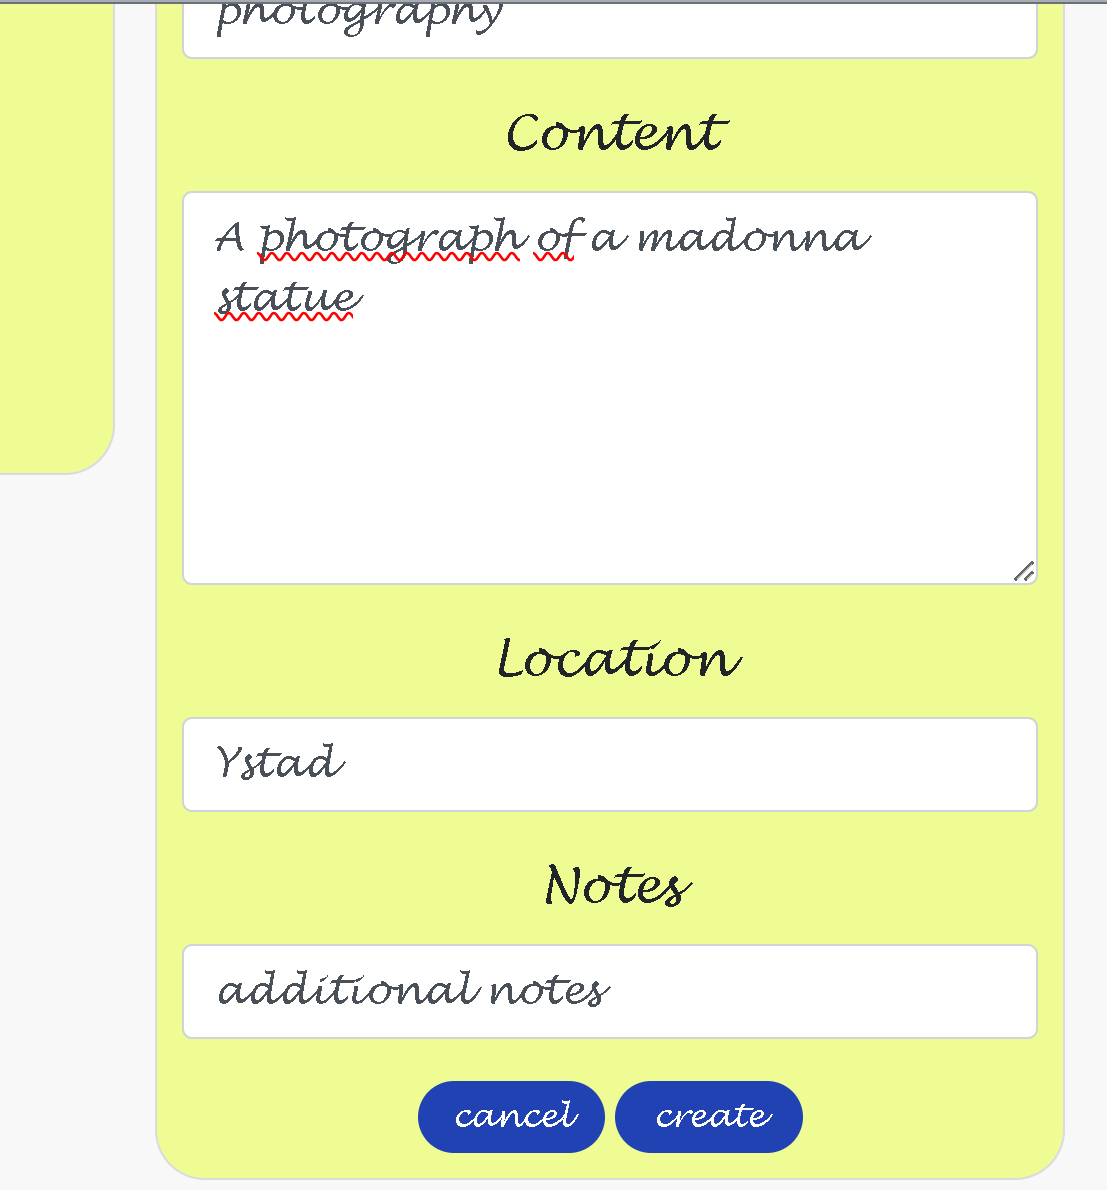 photography
Content
A photograph of a madonna
statue
Location
Ystad
Notes
additional notes
cancel create